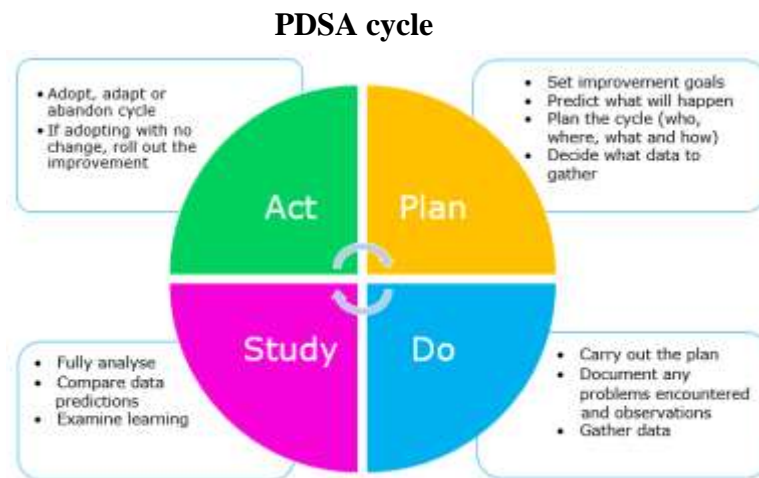 PDSA cycle
• Adopt, adapt or
abandon cycle
• If adopting with no
change, roll out the
improvement
• Set improvement goals
• Predict what will happen
• Plan the cycle (who,
where, what and how)
• Decide what data to
gather
Act
Plan
Study
Do
• Fully analyse
• Compare data
predictions
• Examine learning
• Carry out the plan
• Document any
problems encountered
and observations
• Gather data